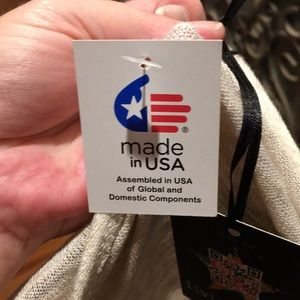 ®
made
in USA
Assembled in USA
of Global and
Domestic Components